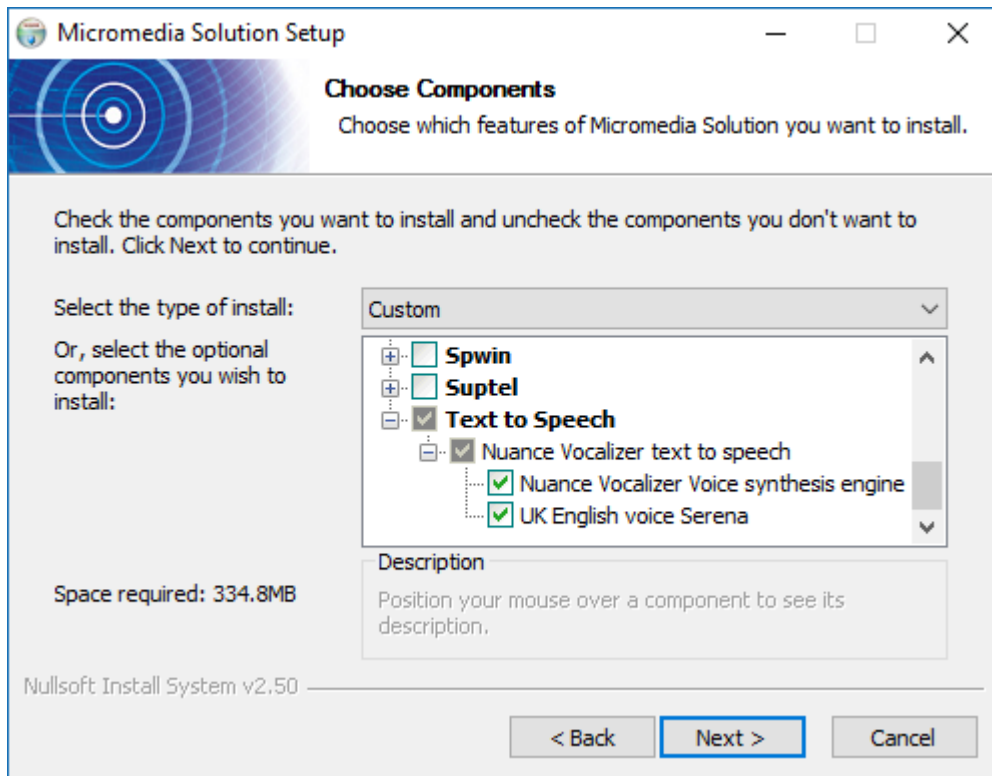 Micromedia Solution Setup
Choose Components
Choose which features of Micromedia Solution you want to install.
Check the components you want to install and uncheck the components you don't want to
install. Click Next to continue.
Select the type of install:
Custom
Or, select the optional
components you wish to
install:
Spwin
Suptel
Text to Speech
Nuance Vocalizer text to speech
Nuance Vocalizer Voice synthesis engine
UK English voice Serena
Space required: 334.8MB
Description
Position your mouse over a component to see its
description.
Nullsoft Install System v2.50
< Back
Next >
Cancel